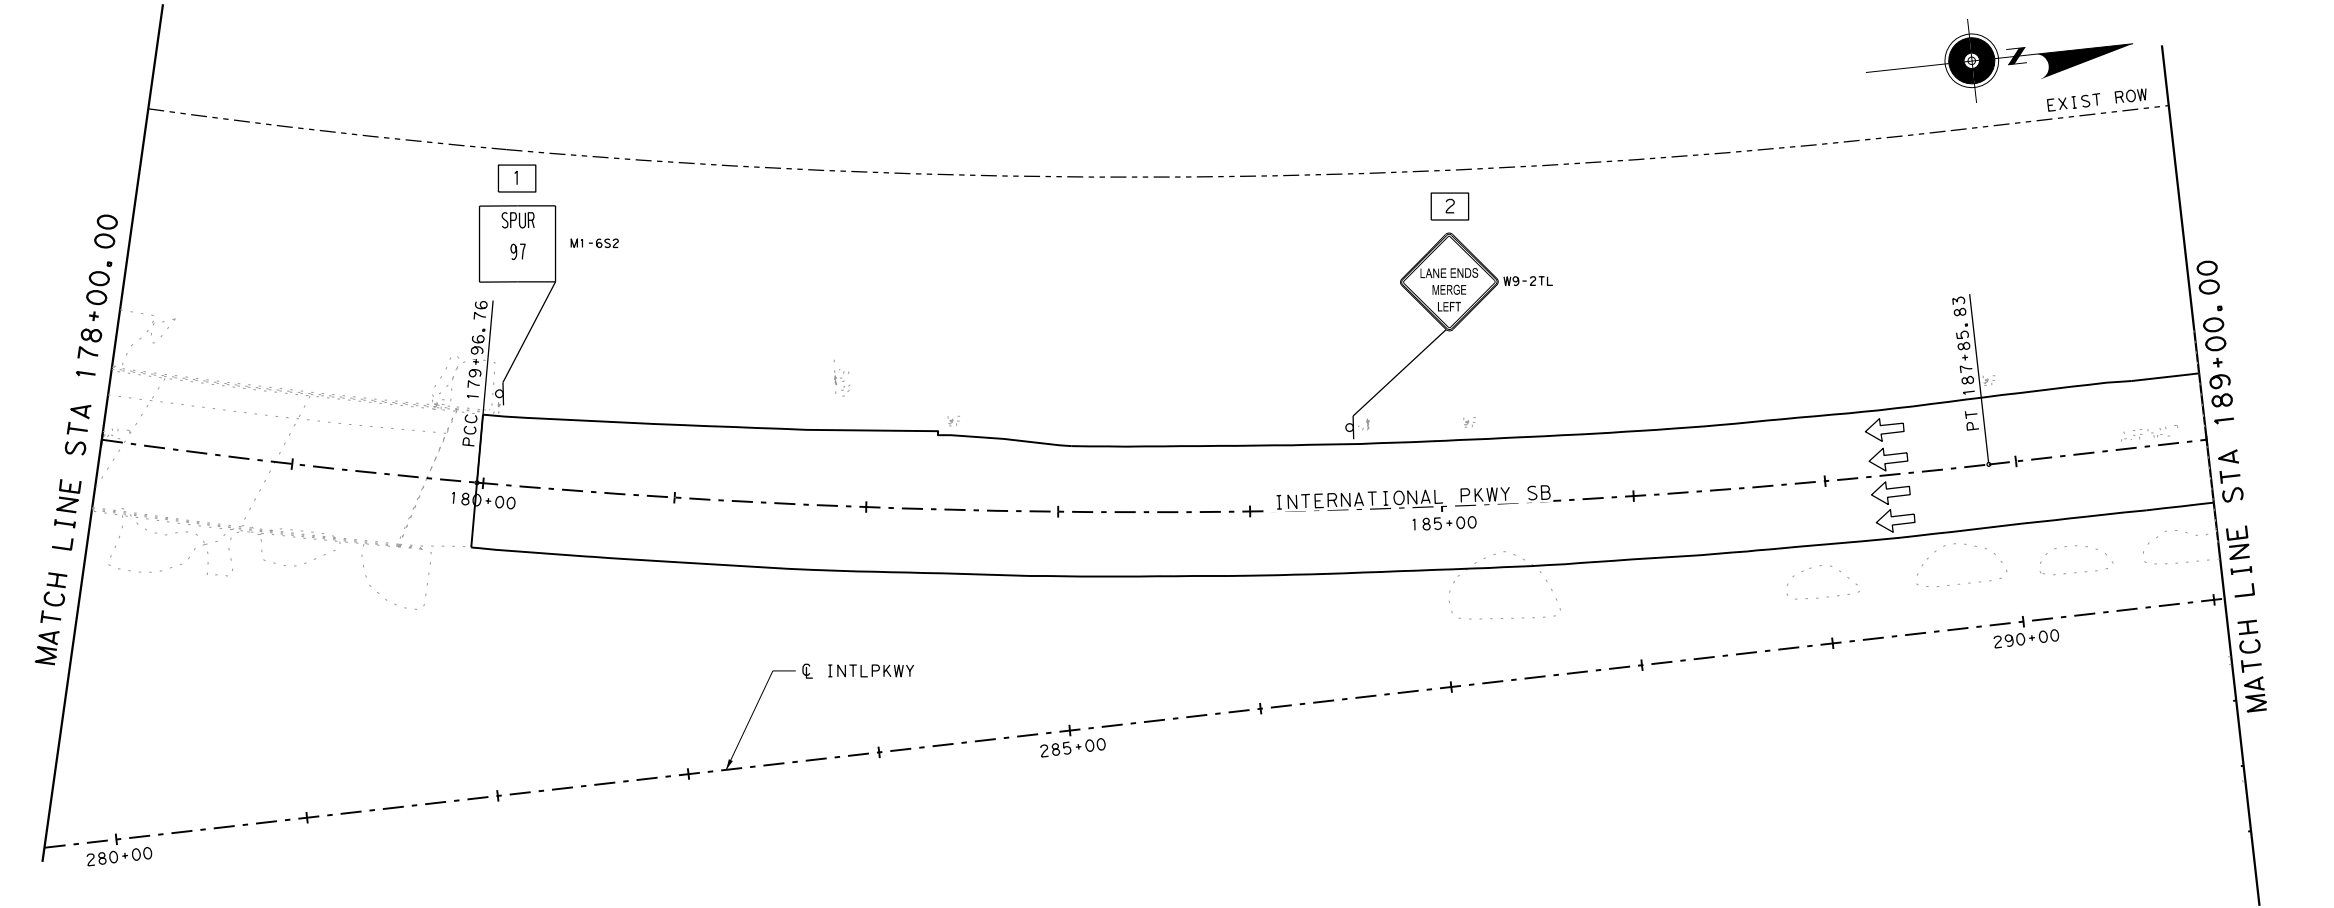 N
EXIST ROW
1
SPUR
97
M1-6S2
2
LANE ENDS
MERGE
LEFT
W9-2TL
MATCH LINE STA 178+00.00
PCC 179+96.76
PT 187+85.83
MATCH LINE STA 189+00.00
180+00
INTERNATIONAL PKWY SB
185+00
290+00
℄ INTLPKWY
285+00
280+00